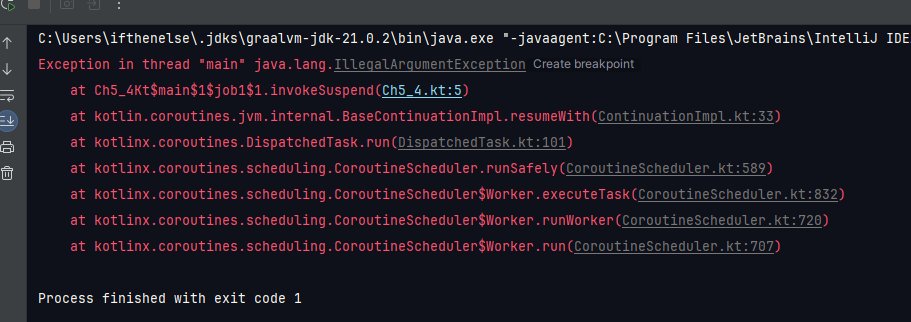 C:\Users\ifthenelse\.jdks\graalvm-jdk-21.0.2\bin\java.exe "-javaagent:C:\Program Files\JetBrains\IntelliJ IDE
Exception in thread "main" java.lang.IllegalArgumentException Create breakpoint
at Ch5_4Kt$main$1$job1$1.invokeSuspend(Ch5_4.kt:5)
at kotlin.coroutines.jvm.internal.BaseContinuationImpl.resumeWith(ContinuationImpl.kt:33)
at kotlinx.coroutines.DispatchedTask.run(DispatchedTask.kt:101)
at kotlinx.coroutines.scheduling.CoroutineScheduler.runSafely(CoroutineScheduler.kt:589)
at kotlinx.coroutines.scheduling.CoroutineScheduler$Worker.executeTask(CoroutineScheduler.kt:832)
at kotlinx.coroutines.scheduling.CoroutineScheduler$Worker.runWorker(CoroutineScheduler.kt:720)
at kotlinx.coroutines.scheduling.CoroutineScheduler$Worker.run(CoroutineScheduler.kt:707)
Process finished with exit code 1